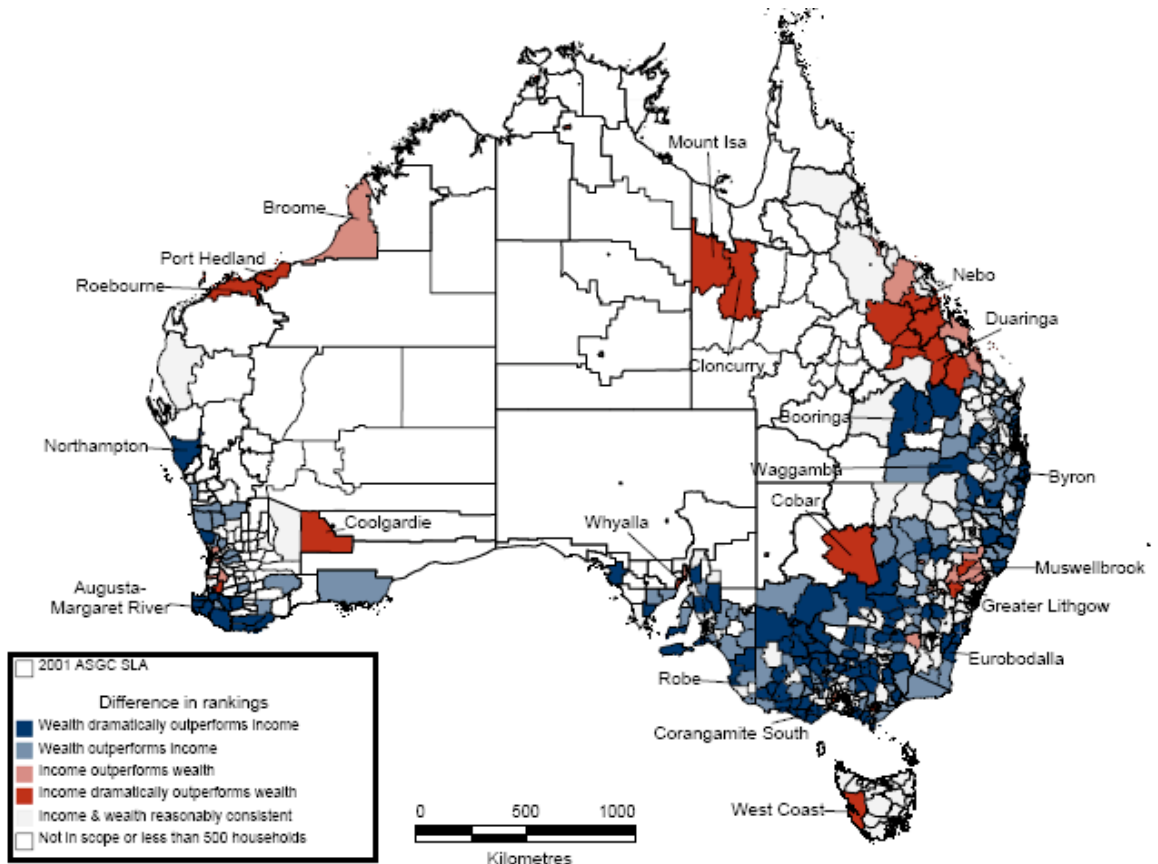 Mount Isa
Broome
Port Hedland
Roebourne
Nebo
Duaringa
Cloncurry
Booringa
Northampton
Waggamba
Byron
Cobar
Coolgardie
Whyalla
Muswellbrook
Augusta-
Margaret River
Greater Lithgow
Eurobodalla
Robe
Corangamite South
West Coast
2001 ASGC SLA
Difference in rankings
Wealth dramatically outperforms income
Wealth outperforms income
Income outperforms wealth
Income dramatically outperforms wealth
Income & wealth reasonably consistent
Not in scope or less than 500 households
0 500 1000
Kilometres